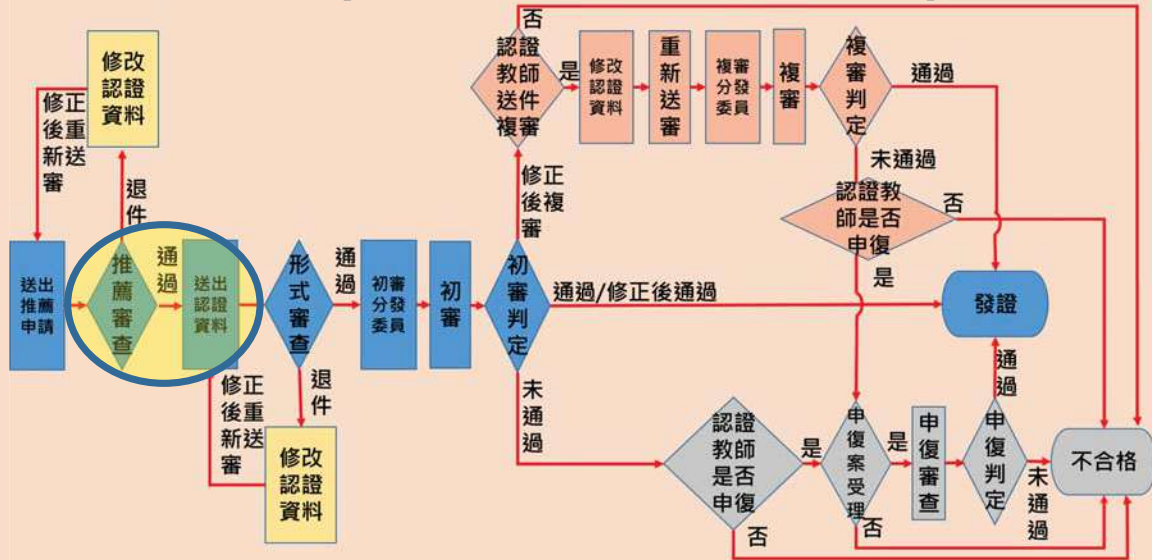 修改
認證
資料
修正
後重
新送
審
退
件
送出
推薦
申請
推
薦
審
查
通
過
送出
認證
資料
修正
後重
新送
審
形
式
審
查
通
過
退
件
修改
認證
資料
初審
分發
委員
初
審
初
審
判
定
修正
後複
審
認證
教師
送件
複審
否
是
修改
認證
資料
重
新
送
審
複審
分發
委員
複
審
複
審
判
定
通過
未通過
認證教
師是否
申復
否
是
通過/修正後通過
發證
未
通
過
認證
教師
是否
申復
是
否
申
復
案
受
理
是
否
申
復
審
查
申
復
判
定
通
過
未
通
過
不合格